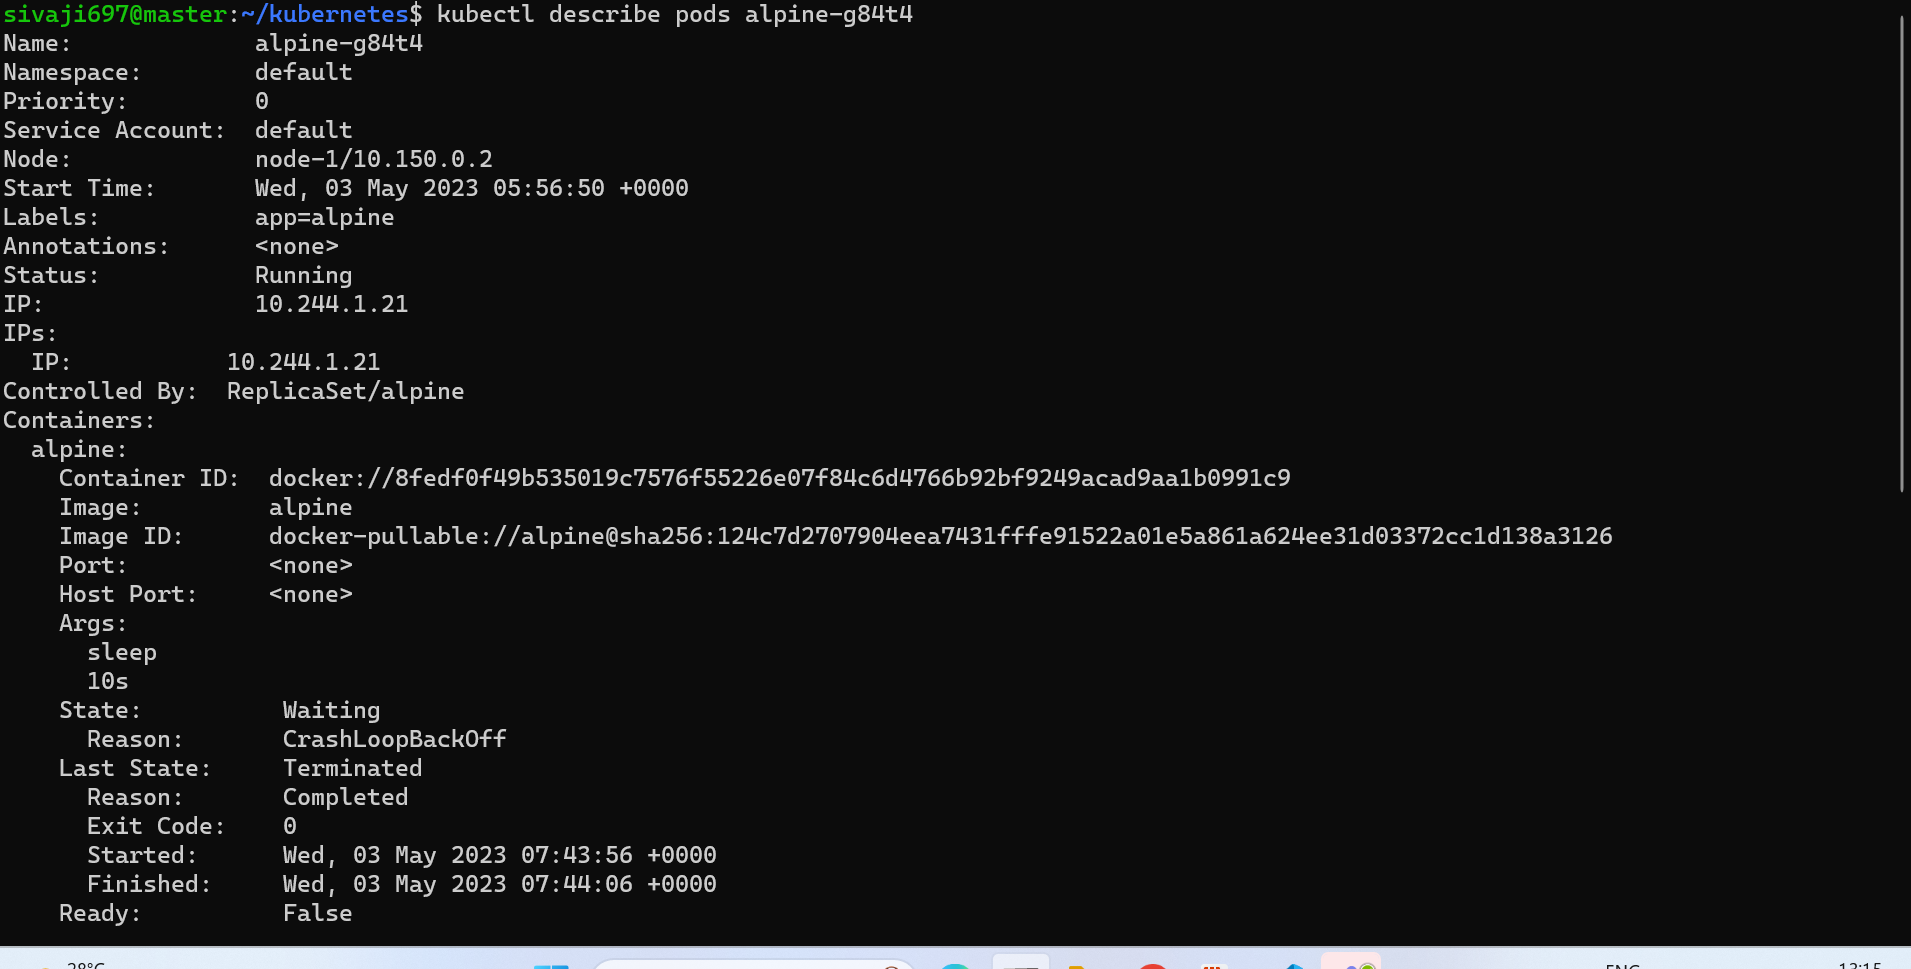 sivaji697@master:~/kubernetes$ kubectl describe pods alpine-g84t4
Name:             alpine-g84t4
Namespace:        default
Priority:         0
Service Account:  default
Node:             node-1/10.150.0.2
Start Time:       Wed, 03 May 2023 05:56:50 +0000
Labels:           app=alpine
Annotations:      <none>
Status:           Running
IP:               10.244.1.21
IPs:
  IP:           10.244.1.21
Controlled By:  ReplicaSet/alpine
Containers:
  alpine:
    Container ID:  docker://8fedf0f49b535019c7576f55226e07f84c6d4766b92bf9249acad9aa1b0991c9
    Image:         alpine
    Image ID:      docker-pullable://alpine@sha256:124c7d2707904eea7431fffe91522a01e5a861a624ee31d03372cc1d138a3126
    Port:          <none>
    Host Port:     <none>
    Args:
      sleep
      10s
    State:          Waiting
      Reason:       CrashLoopBackOff
    Last State:     Terminated
      Reason:       Completed
      Exit Code:    0
      Started:      Wed, 03 May 2023 07:43:56 +0000
      Finished:     Wed, 03 May 2023 07:44:06 +0000
    Ready:          False
28°C
ENG
13:15